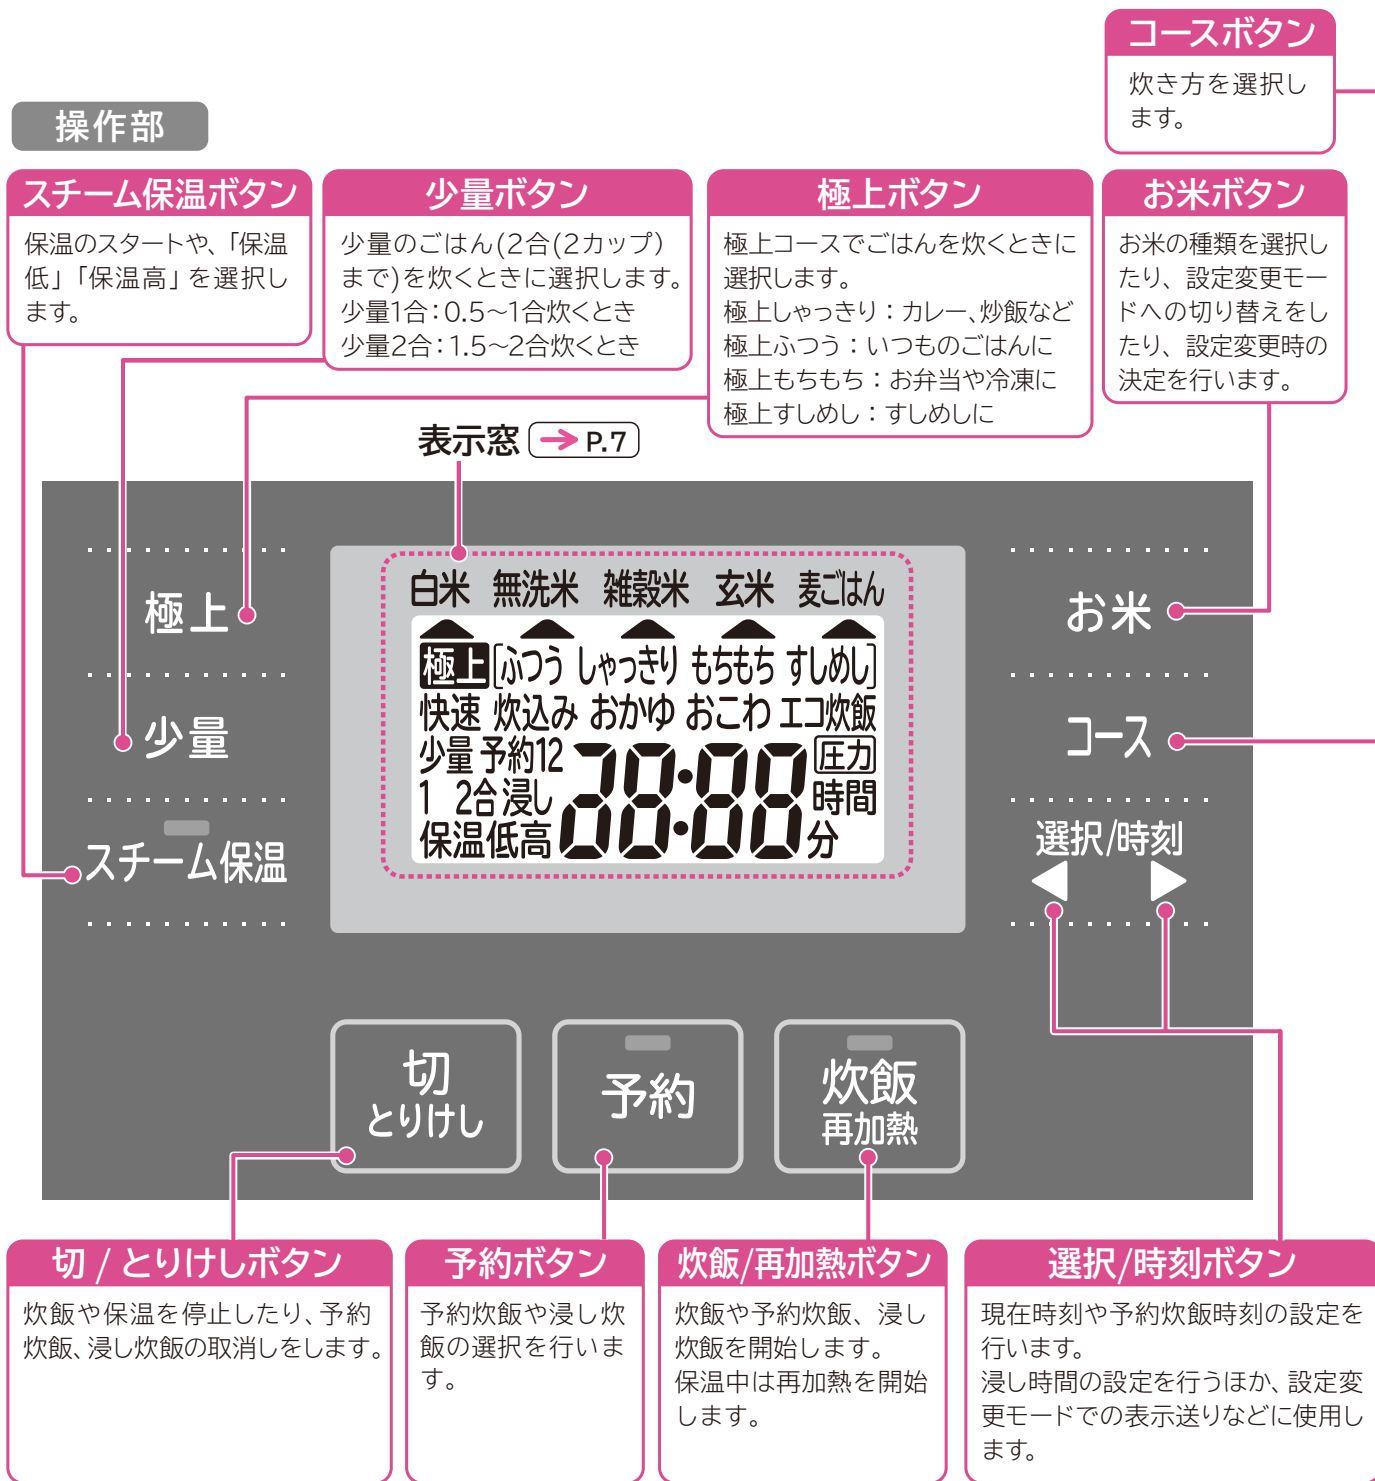 コースボタン
炊き方を選択し
ます。
操作部
スチーム保温ボタン
保温のスタートや、「保温
低」「保温高」を選択し
ます。
少量ボタン
少量のごはん(2合(2カップ)
まで)を炊くときに選択します。
少量1合：0.5～1合炊くとき
少量2合：1.5～2合炊くとき
極上ボタン
極上コースでごはんを炊くときに
選択します。
極上しゃっきり：カレー、炒飯など
極上ふつう：いつものごはんに
極上もちもち：お弁当や冷凍に
極上すしめし：すしめしに
お米ボタン
お米の種類を選択し
たり、設定変更モー
ドへの切り替えをし
たり、設定変更時の
決定を行います。
表示窓 → P.7
極上
少量
スチーム保温
白米 無洗米 雑穀米 玄米 麦ごはん
極上[ふつう しゃっきり もちもち すしめし]
快速 炊込み おかゆ おこわ エコ炊飯
少量 予約12 圧力
1 2合 浸し 28:88 時間
保温低高 分
お米
コース
選択/時刻
切
とりけし
予約
炊飯
再加熱
切 / とりけしボタン
炊飯や保温を停止したり、予約
炊飯、浸し炊飯の取消しをします。
予約ボタン
予約炊飯や浸し炊
飯の選択を行いま
す。
炊飯/再加熱ボタン
炊飯や予約炊飯、浸し
炊飯を開始します。
保温中は再加熱を開始
します。
選択/時刻ボタン
現在時刻や予約炊飯時刻の設定を
行います。
浸し時間の設定を行うほか、設定変
更モードでの表示送りなどに使用し
ます。